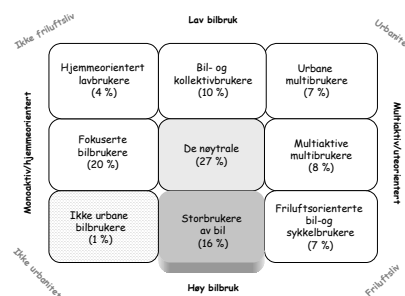 Lav bilbruk
Ikke friluftsliv
Urbanitet
Hjemmeorientert
lavbrukere
(4 %)
Bil- og
kollektivbrukere
(10 %)
Urbane
multibrukere
(7 %)
Monoaktiv/hjemmeorientert
Fokuserte
bilbrukere
(20 %)
De nøytrale
(27 %)
Multiaktive
multibrukere
(8 %)
Multiaktiv/uteorientert
Ikke urbane
bilbrukere
(1 %)
Storbrukere
av bil
(16 %)
Friluftsorienterte
bil-og
sykkelbrukere
(7 %)
Ikke urbanitet
Friluftsliv
Høy bilbruk